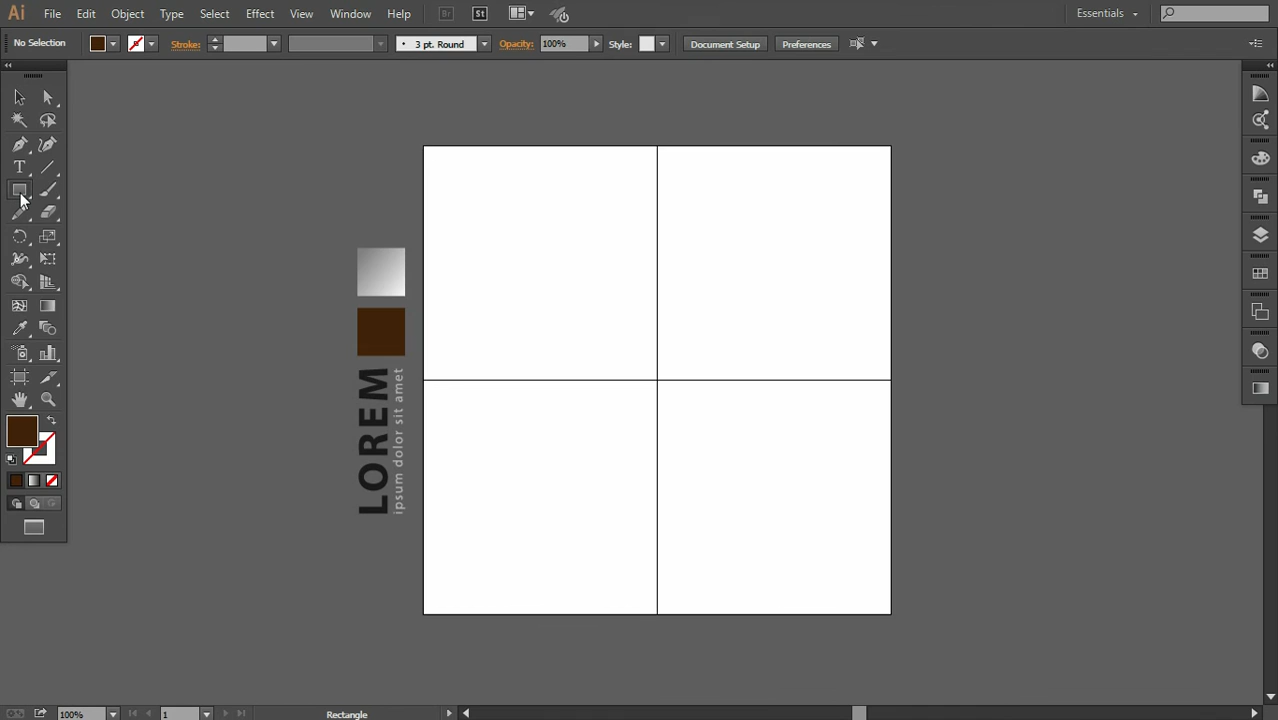 Ai File Edit Object Type Select Effect View Window Help Br St Essentials
No Selection Stroke: 3 pt. Round Opacity: 100% Style: Document Setup Preferences
T
LOREM
ipsum dolor sit amet
100% 1 Rectangle